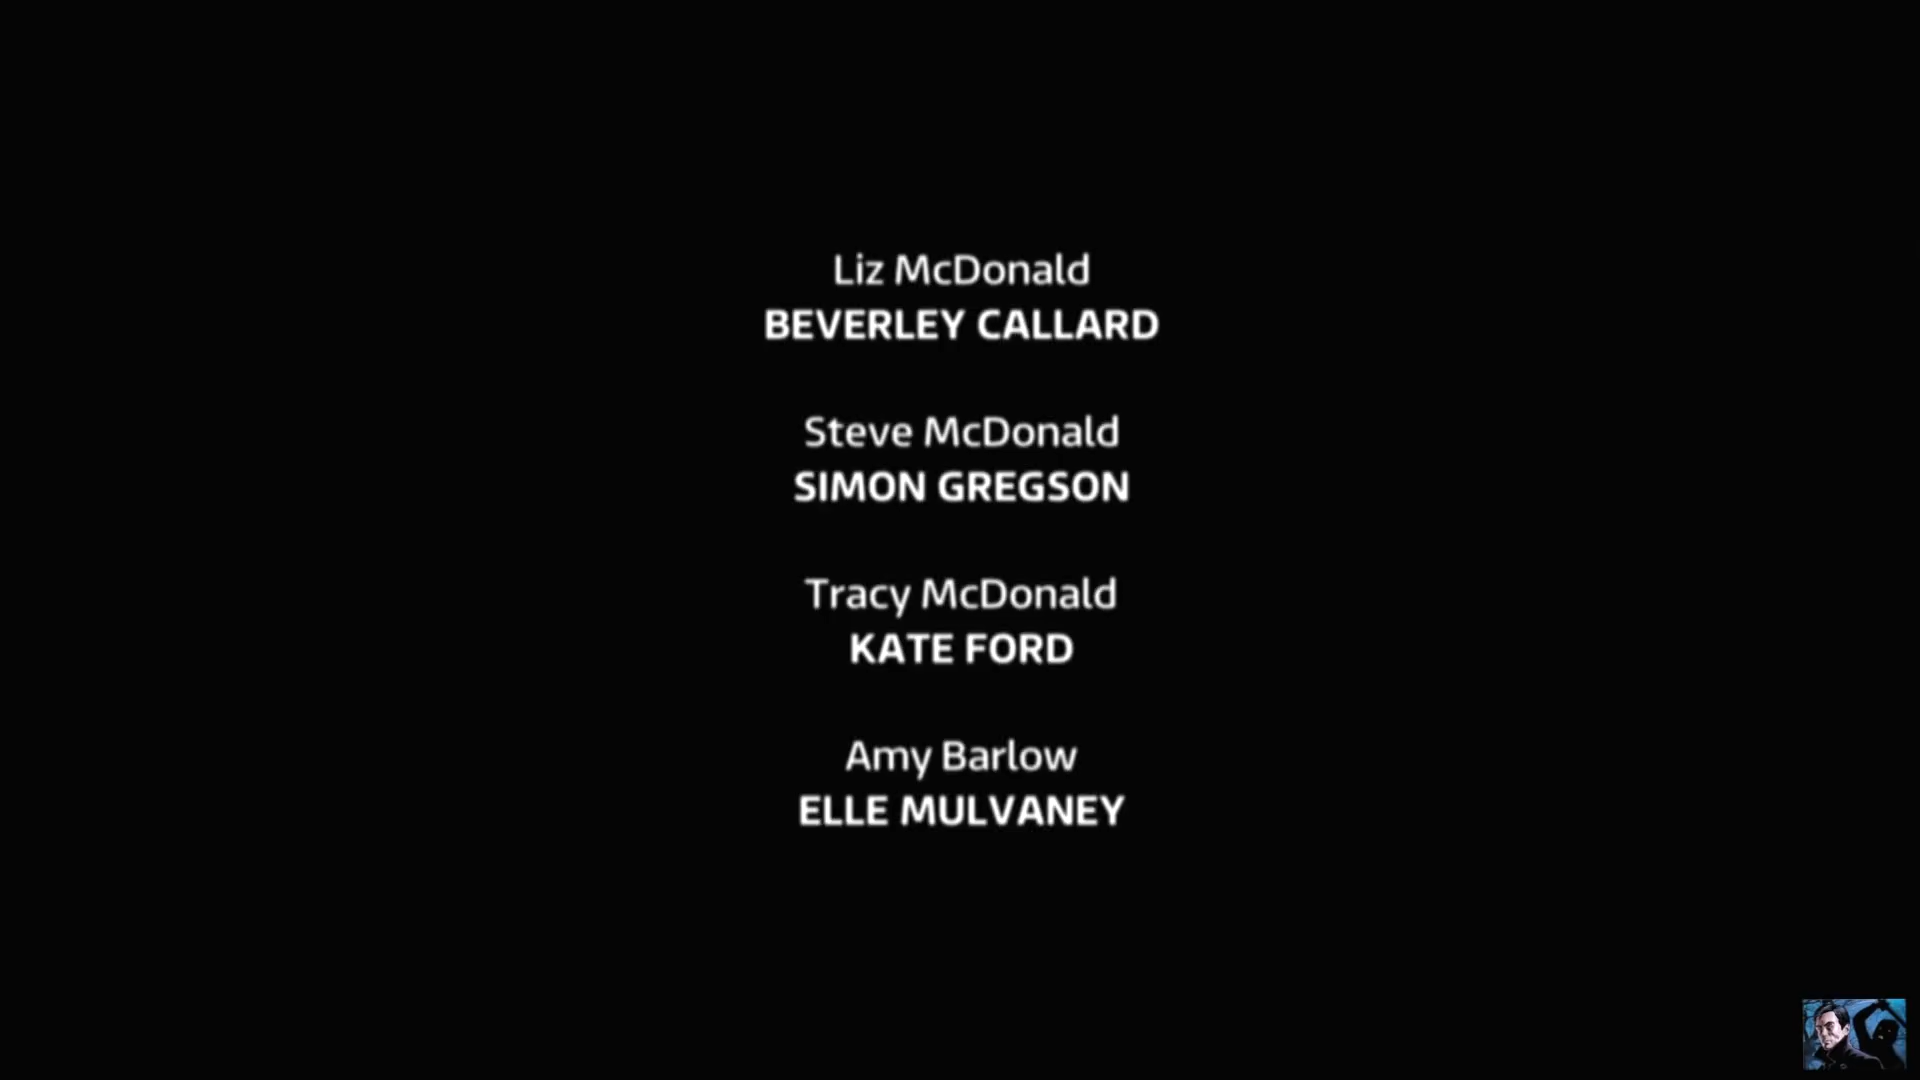 Liz McDonald
BEVERLEY CALLARD
Steve McDonald
SIMON GREGSON
Tracy McDonald
KATE FORD
Amy Barlow
ELLE MULVANEY